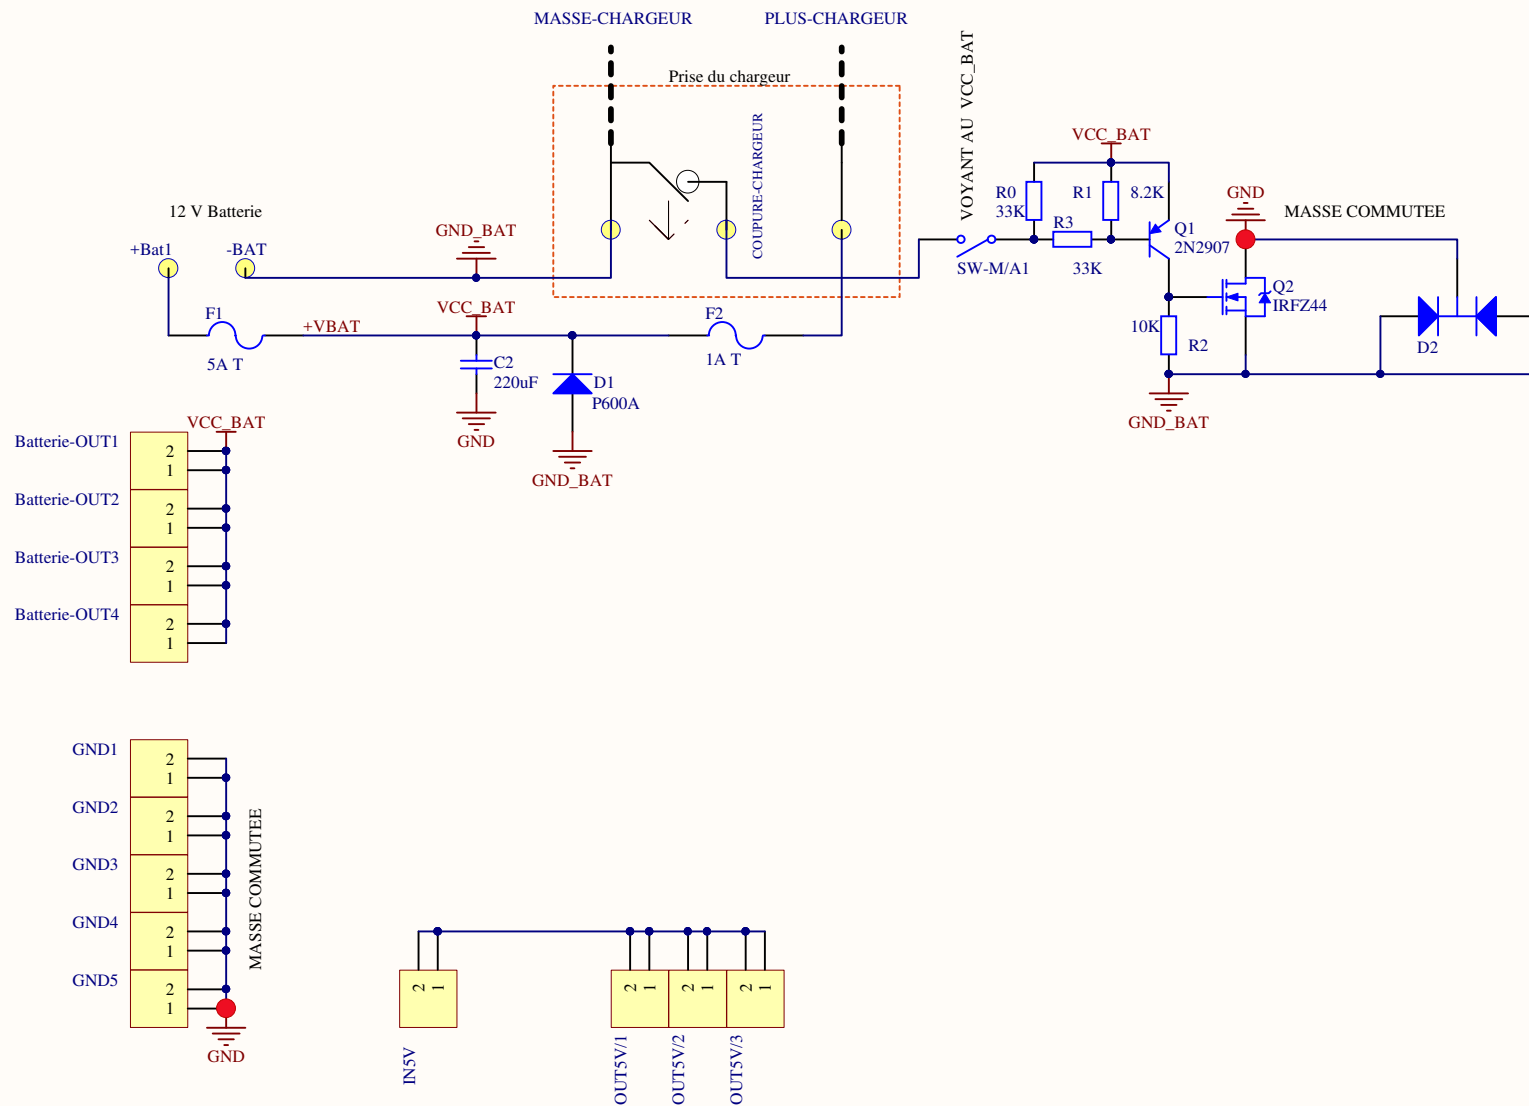 MASSE-CHARGEUR
PLUS-CHARGEUR
Prise du chargeur
COUPURE-CHARGEUR
VOYANT AU VCC_BAT
VCC_BAT
R0
33K
R1
8.2K
R3
33K
Q1
2N2907
GND
MASSE COMMUTEE
12 V Batterie
+Bat1
-BAT
GND_BAT
SW-M/A1
Q2
IRFZ44
F1
5A T
+VBAT
VCC_BAT
F2
1A T
10K
R2
D2
C2
220uF
D1
P600A
GND
GND_BAT
GND_BAT
VCC_BAT
Batterie-OUT1
2
1
Batterie-OUT2
2
1
Batterie-OUT3
2
1
Batterie-OUT4
2
1
GND1
2
1
GND2
2
1
GND3
2
1
GND4
2
1
GND5
2
1
MASSE COMMUTEE
GND
2
1
IN5V
2
1
OUT5V/1
2
1
OUT5V/2
2
1
OUT5V/3